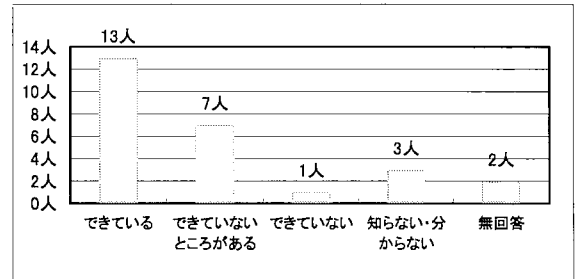 13人
14人
12人
10人
8人
6人
4人
2人
0人
7人
1人
3人
2人
できている
できていない
ところがある
できていない
知らない・分
からない
無回答